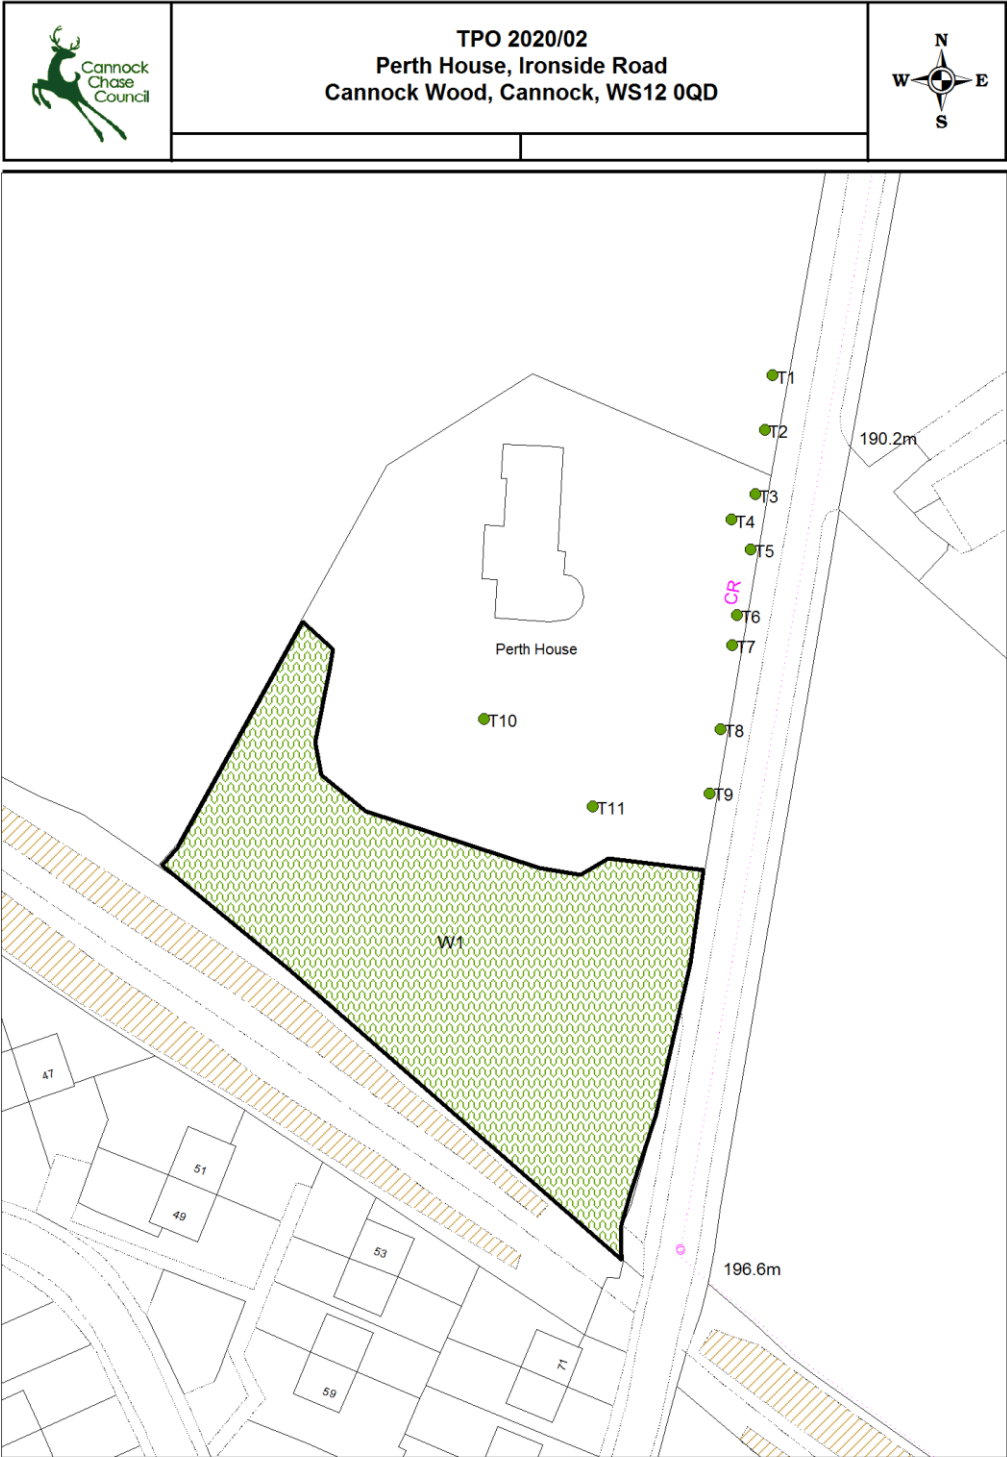 Cannock
Chase
Council
TPO 2020/02
Perth House, Ironside Road
Cannock Wood, Cannock, WS12 0QD
N
W E
S
T1
T2
190.2m
T3
T4
T5
CR
T6
T7
Perth House
T10
T8
T9
T11
W1
47
51
49
53
196.6m
59
71